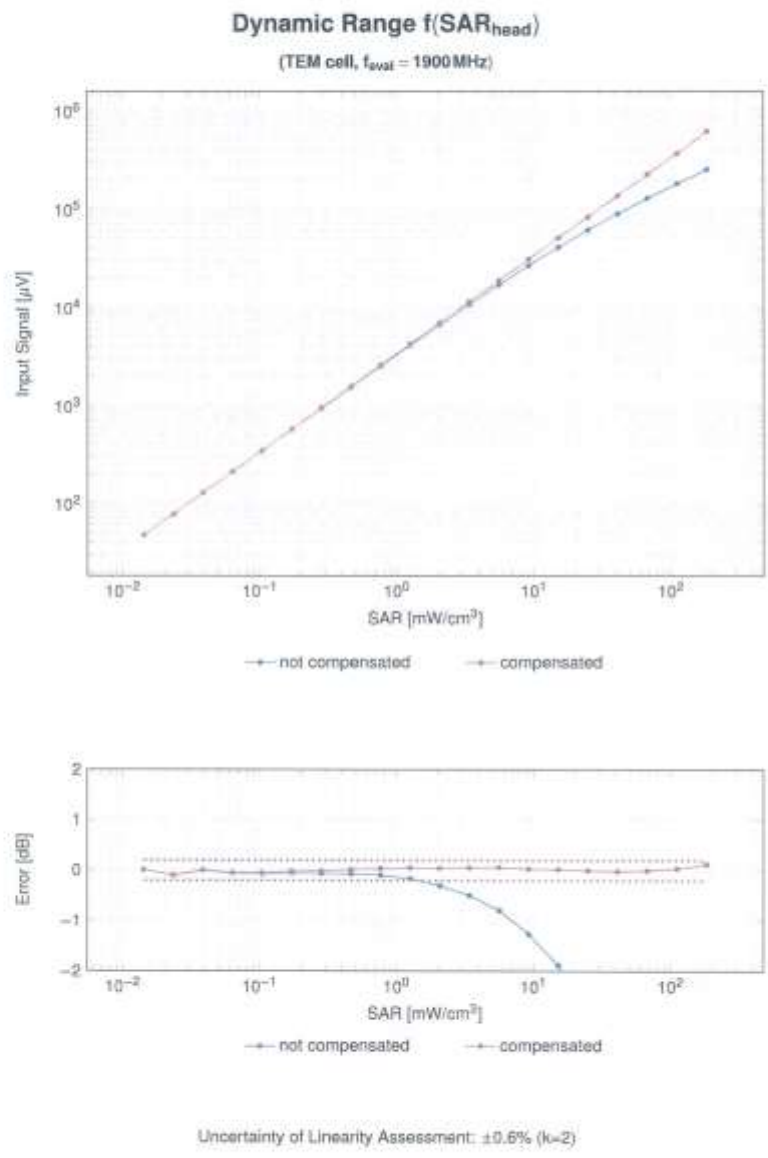 Dynamic Range f(SARhead)
(TEM cell, feval = 1900 MHz)
10⁶
10⁵
10⁴
10³
10²
Input Signal [µV]
10⁻² 10⁻¹ 10⁰ 10¹ 10²
SAR [mW/cm³]
not compensated compensated
2
1
0
−1
−2
Error [dB]
10⁻² 10⁻¹ 10⁰ 10¹ 10²
SAR [mW/cm³]
not compensated compensated
Uncertainty of Linearity Assessment: ±0.6% (k=2)